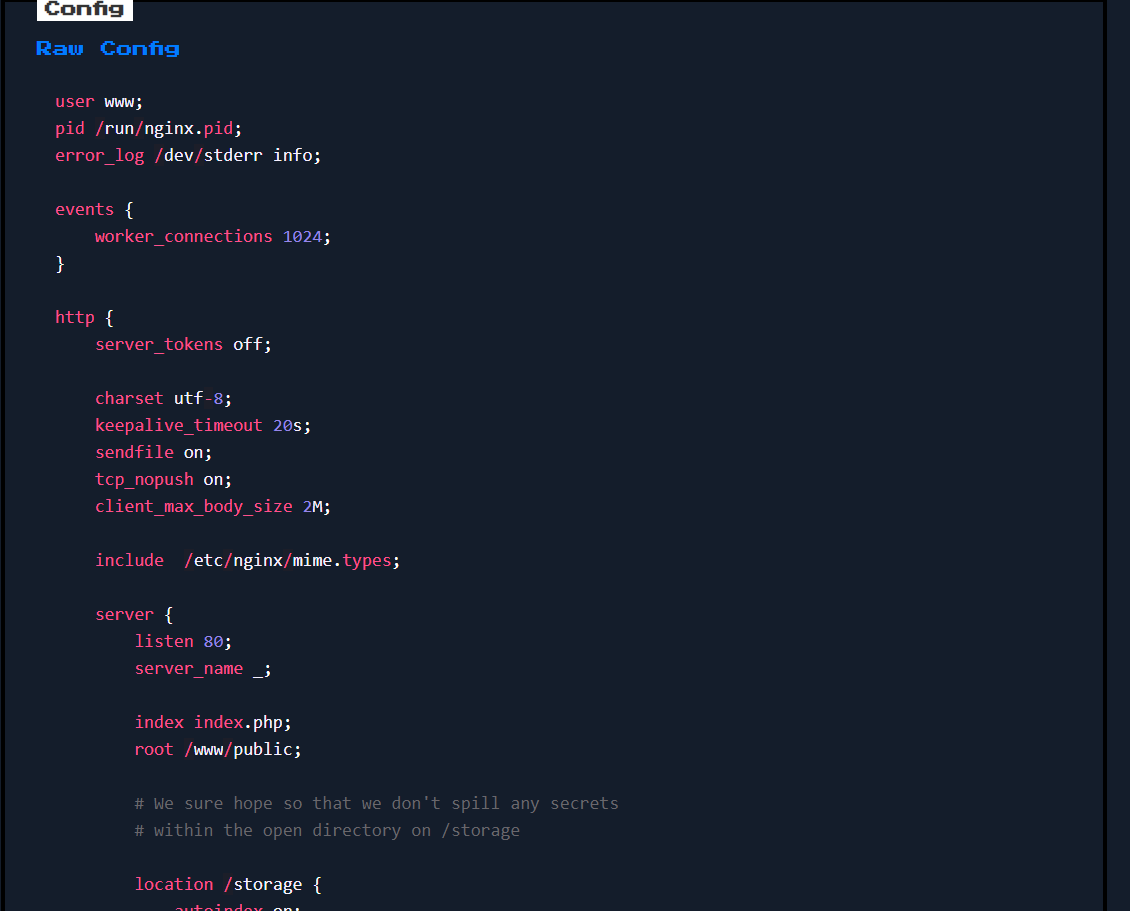 Config
Raw Config
user www;
pid /run/nginx.pid;
error_log /dev/stderr info;
events {
worker_connections 1024;
}
http {
server_tokens off;
charset utf-8;
keepalive_timeout 20s;
sendfile on;
tcp_nopush on;
client_max_body_size 2M;
include  /etc/nginx/mime.types;
server {
listen 80;
server_name _;
index index.php;
root /www/public;
# We sure hope so that we don't spill any secrets
# within the open directory on /storage
location /storage {
autoindex on;